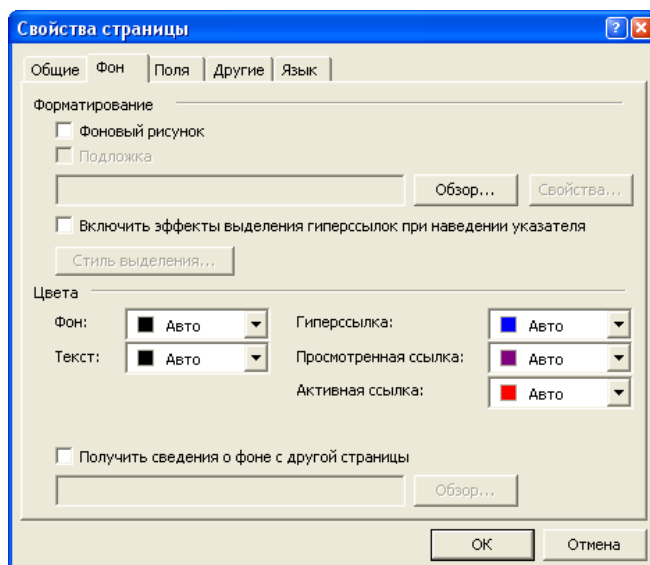 Свойства страницы
Общие Фон Поля Другие Язык
Форматирование
Фоновый рисунок
Подложка
Обзор... Свойства...
Включить эффекты выделения гиперссылок при наведении указателя
Стиль выделения...
Цвета
Фон: Авто Гиперссылка: Авто
Текст: Авто Просмотренная ссылка: Авто
Активная ссылка: Авто
Получить сведения о фоне с другой страницы
Обзор...
ОК Отмена